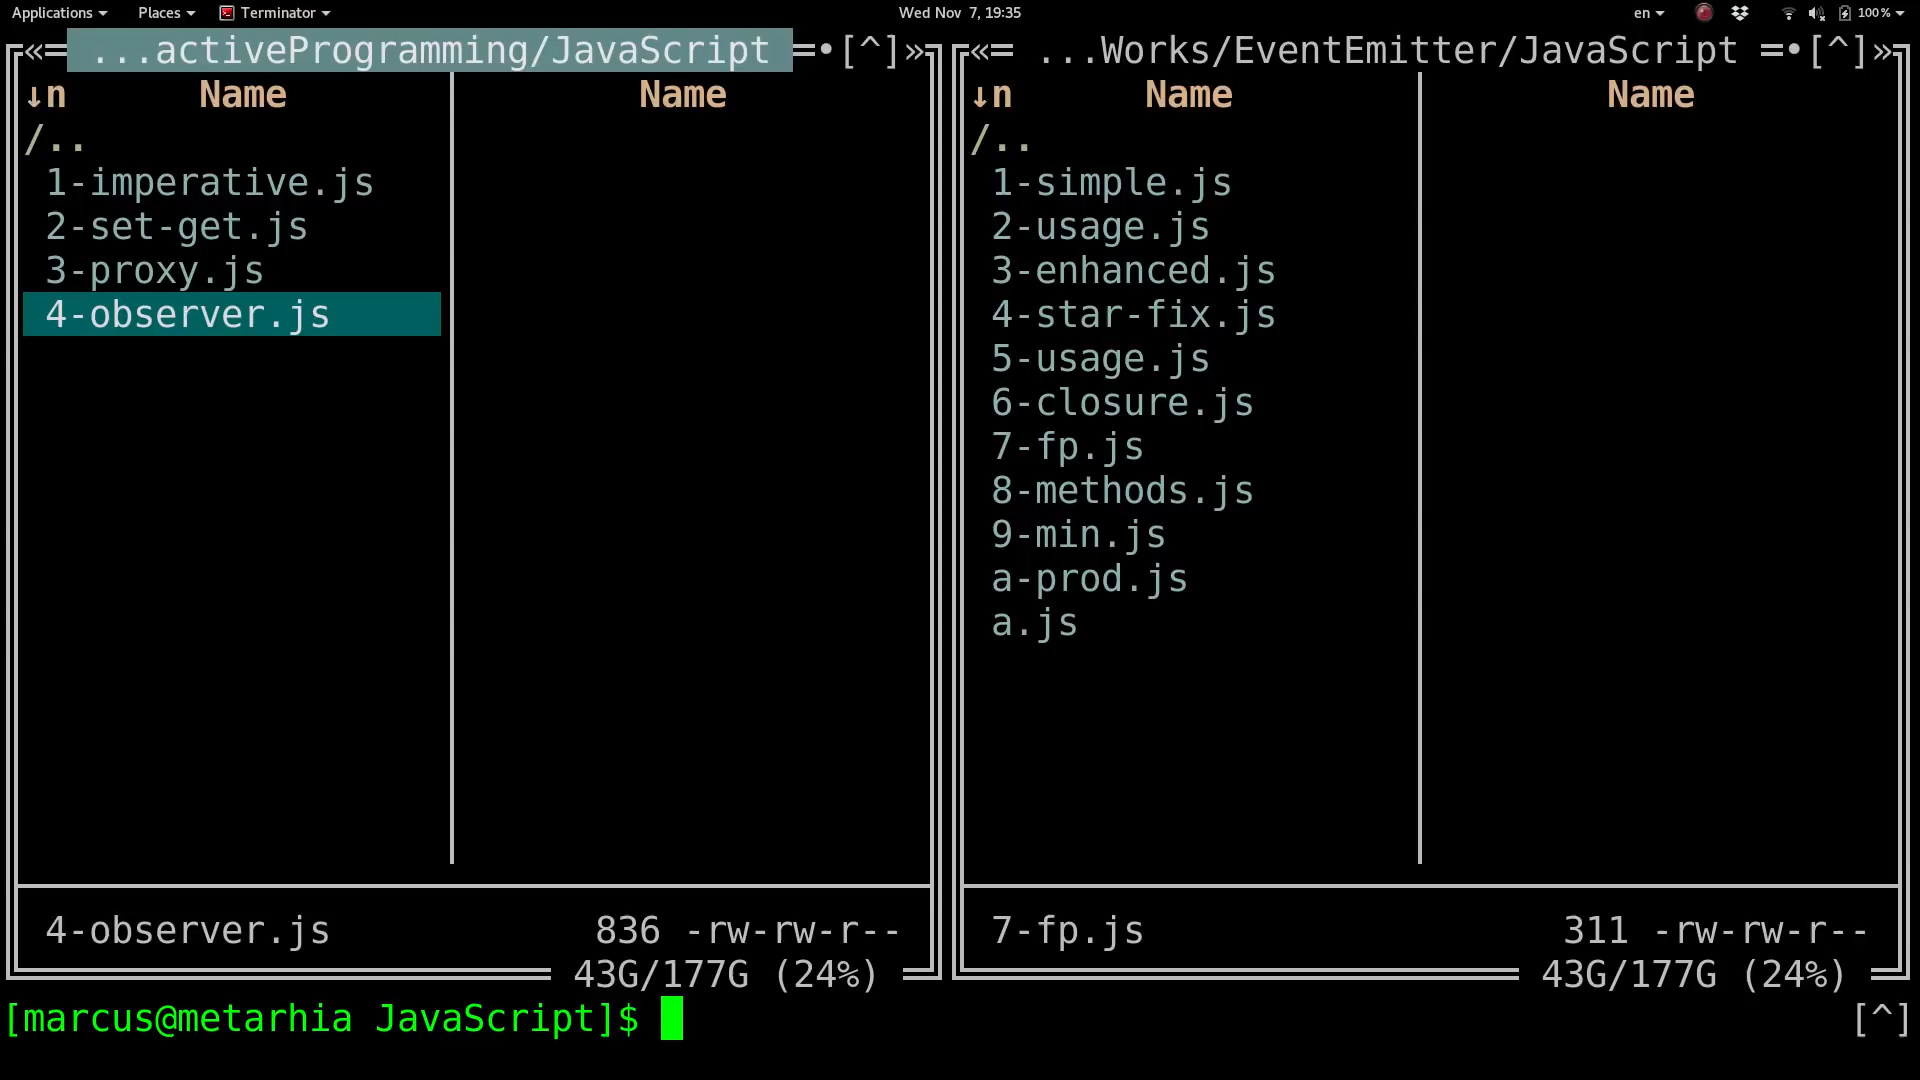 Applications Places Terminator Wed Nov 7, 19:35 en 100%
«= ...activeProgramming/JavaScript =•[^]»
↓n Name Name
/..
1-imperative.js
2-set-get.js
3-proxy.js
4-observer.js
4-observer.js 836 -rw-rw-r--
43G/177G (24%)
«= ...Works/EventEmitter/JavaScript =•[^]»
↓n Name Name
/..
1-simple.js
2-usage.js
3-enhanced.js
4-star-fix.js
5-usage.js
6-closure.js
7-fp.js
8-methods.js
9-min.js
a-prod.js
a.js
7-fp.js 311 -rw-rw-r--
43G/177G (24%)
[marcus@metarhia JavaScript]$ [^]